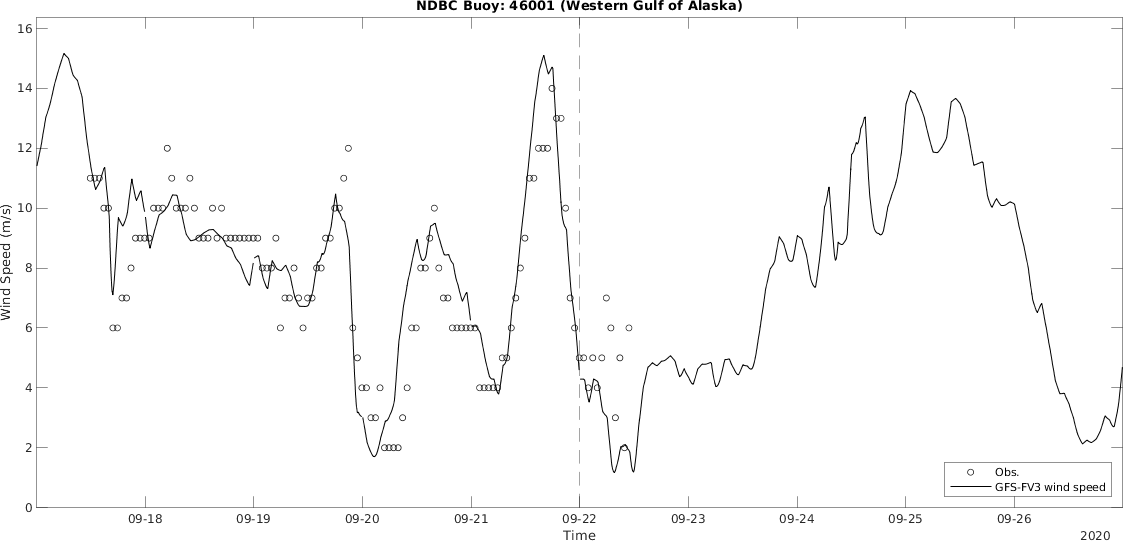 NDBC Buoy: 46001 (Western Gulf of Alaska)
16
14
12
10
8
6
4
2
0
Wind Speed (m/s)
Obs.
GFS-FV3 wind speed
09-18 09-19 09-20 09-21 09-22 09-23 09-24 09-25 09-26
Time
2020